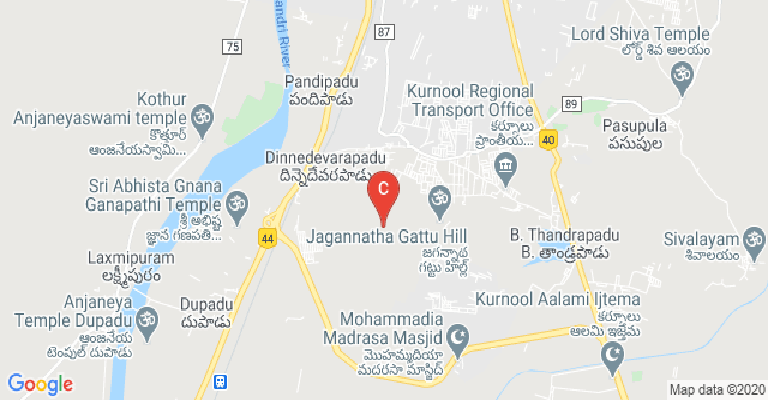 andri River
87
75
Lord Shiva Temple
లోర్డ్ శివ ఆలయం
Pandipadu
పందిపాడు
Kurnool Regional
Transport Office
కర్నూలు
ప్రాంతీయ...
89
Kothur
Anjaneyaswami temple
కొత్తూర్
ఆంజనేయస్వామి...
40
Pasupula
పసుపుల
Dinnedevarapadu
దిన్నెదేవరపాడు
C
Sri Abhista Gnana
Ganapathi Temple
శ్రీ అభిష్ట
జ్ఞాన గణపతి...
44
Jagannatha Gattu Hill
జగన్నాథ
గట్టు హిల్
B. Thandrapadu
B. తాండ్రపాడు
Sivalayam
శివాలయం
Laxmipuram
లక్ష్మీపురం
Anjaneya
Temple Dupadu
ఆంజనేయ
టెంపుల్ దుపాడు
Dupadu
దుపాడు
Kurnool Aalami Ijtema
కర్నూలు
ఆలమి ఇజ్తేమ
Mohammadia
Madrasa Masjid
మొహమ్మదియా
మదరసా మాస్జిద్
Google
Map data ©2020